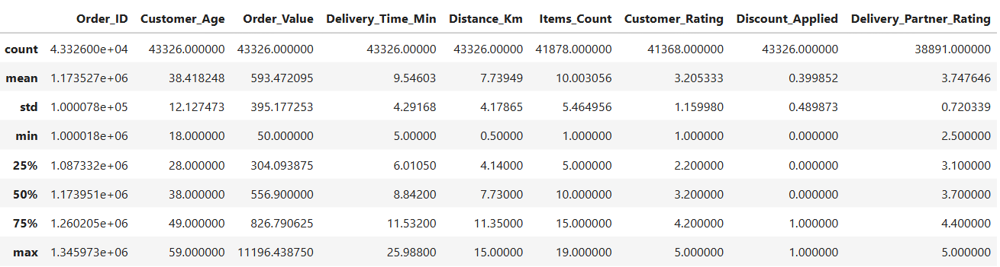 Order_ID Customer_Age Order_Value Delivery_Time_Min Distance_Km Items_Count Customer_Rating Discount_Applied Delivery_Partner_Rating
count 4.332600e+04 43326.000000 43326.000000 43326.00000 43326.00000 41878.000000 41368.000000 43326.000000 38891.000000
mean 1.173527e+06 38.418248 593.472095 9.54603 7.73949 10.003056 3.205333 0.399852 3.747646
std 1.000078e+05 12.127473 395.177253 4.29168 4.17865 5.464956 1.159980 0.489873 0.720339
min 1.000018e+06 18.000000 50.000000 5.00000 0.50000 1.000000 1.000000 0.000000 2.500000
25% 1.087332e+06 28.000000 304.093875 6.01050 4.14000 5.000000 2.200000 0.000000 3.100000
50% 1.173951e+06 38.000000 556.900000 8.84200 7.73000 10.000000 3.200000 0.000000 3.700000
75% 1.260205e+06 49.000000 826.790625 11.53200 11.35000 15.000000 4.200000 1.000000 4.400000
max 1.345973e+06 59.000000 11196.438750 25.98800 15.00000 19.000000 5.000000 1.000000 5.000000